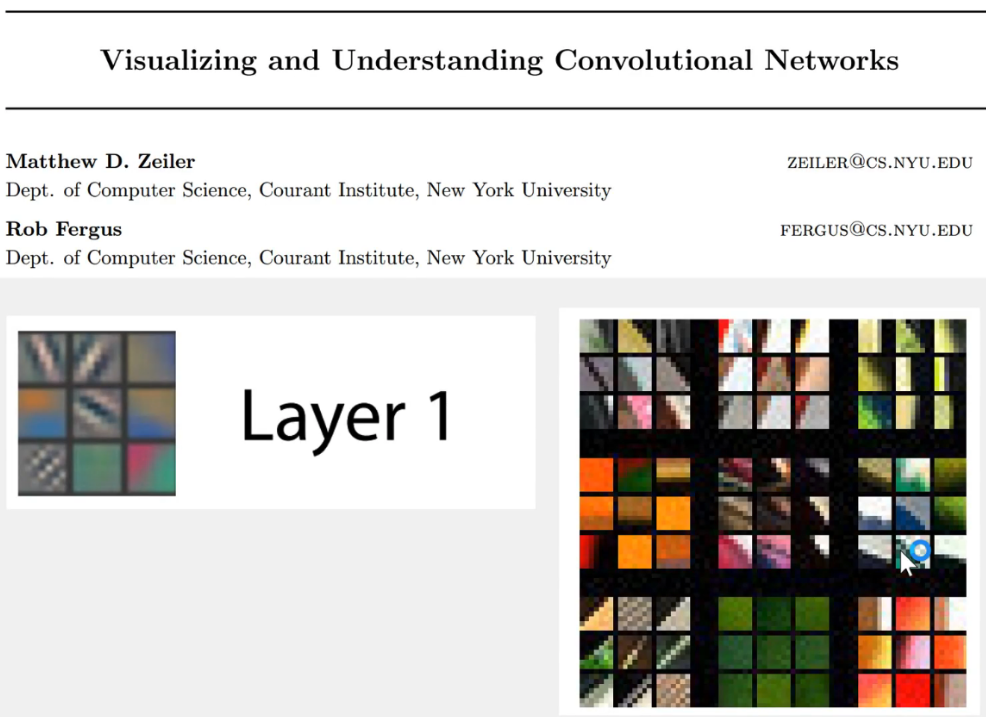 Visualizing and Understanding Convolutional Networks
Matthew D. Zeiler ZEILER@CS.NYU.EDU
Dept. of Computer Science, Courant Institute, New York University
Rob Fergus FERGUS@CS.NYU.EDU
Dept. of Computer Science, Courant Institute, New York University
Layer 1